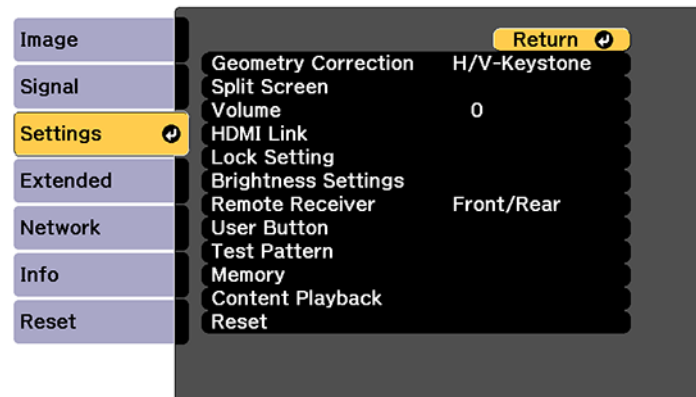 Image
Signal
Settings
Extended
Network
Info
Reset
Return
Geometry Correction H/V-Keystone
Split Screen
Volume 0
HDMI Link
Lock Setting
Brightness Settings
Remote Receiver Front/Rear
User Button
Test Pattern
Memory
Content Playback
Reset